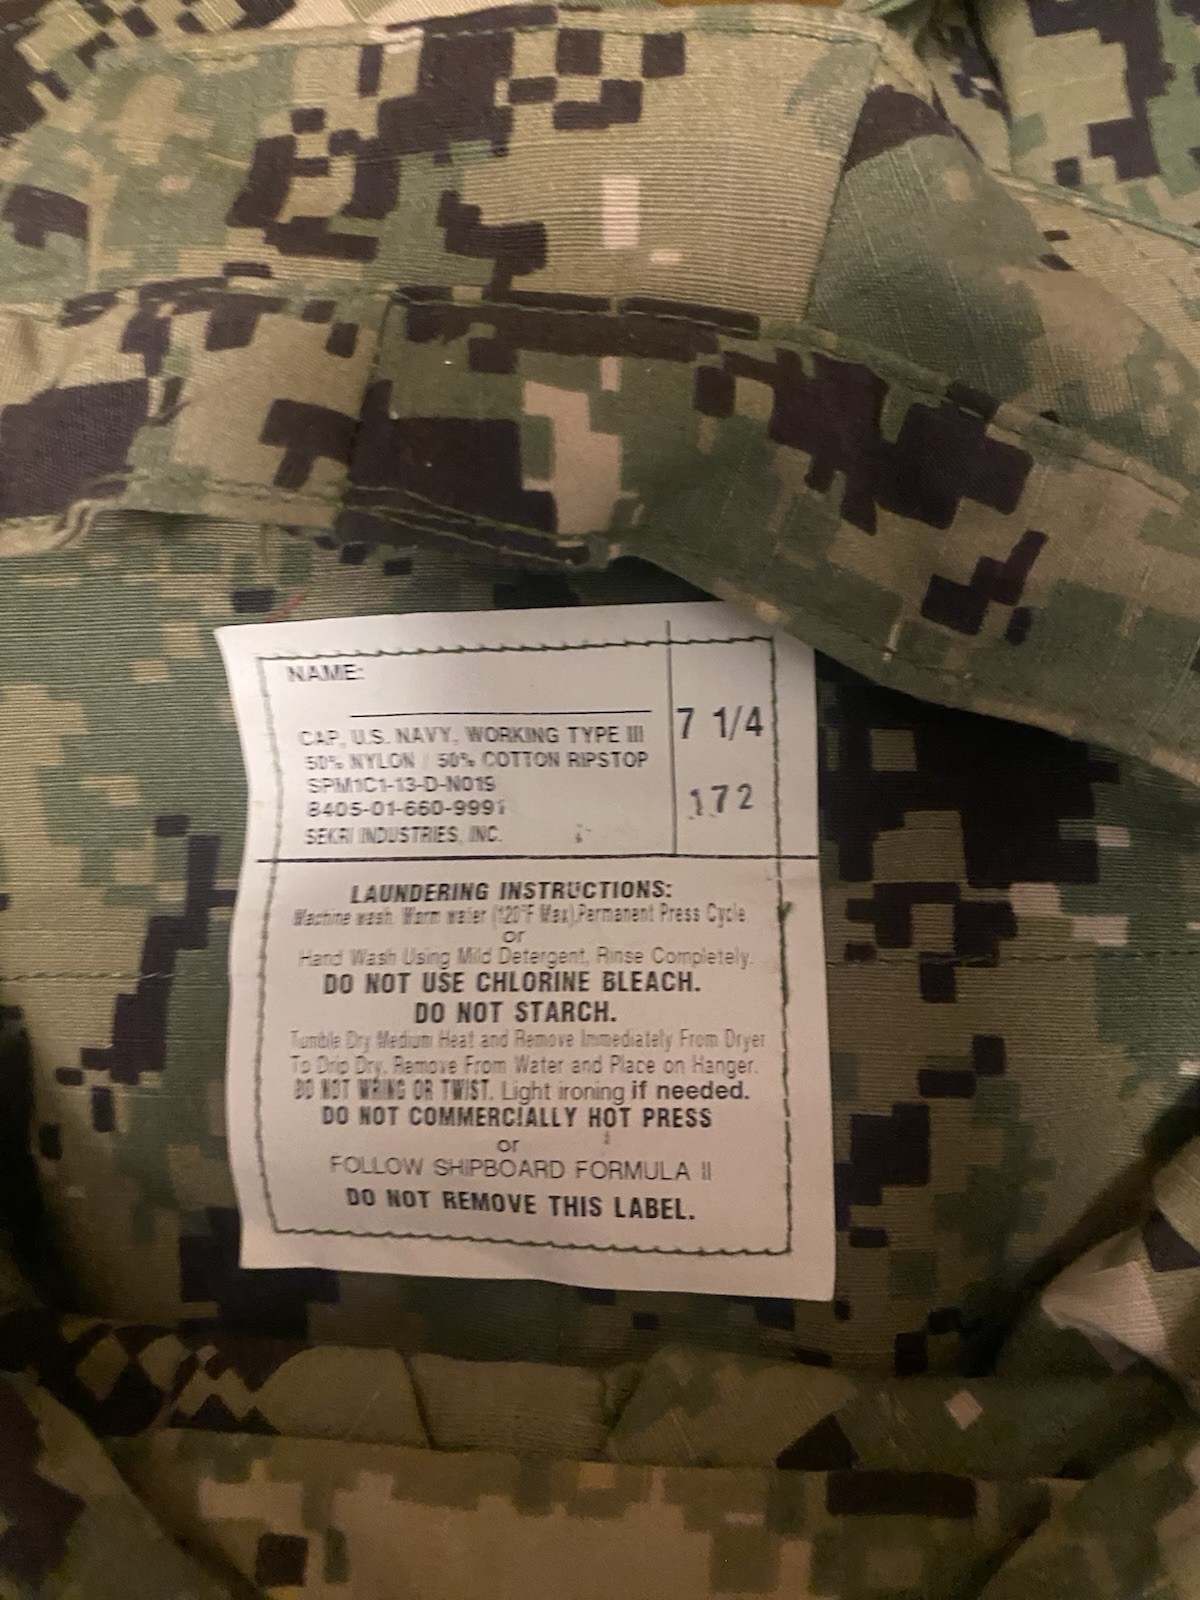 NAME:
7 1/4
CAP, U.S. NAVY, WORKING TYPE III
50% NYLON / 50% COTTON RIPSTOP
SPM1C1-13-D-N019
172
8405-01-660-9991
SEKRI INDUSTRIES, INC.
LAUNDERING INSTRUCTIONS:
Machine wash. Warm water (120°F Max),Permanent Press Cycle
or
Hand Wash Using Mild Detergent, Rinse Completely.
DO NOT USE CHLORINE BLEACH.
DO NOT STARCH.
Tumble Dry Medium Heat and Remove Immediately From Dryer
To Drip Dry, Remove From Water and Place on Hanger.
DO NOT WRING OR TWIST. Light ironing if needed.
DO NOT COMMERCIALLY HOT PRESS
or
FOLLOW SHIPBOARD FORMULA II
DO NOT REMOVE THIS LABEL.